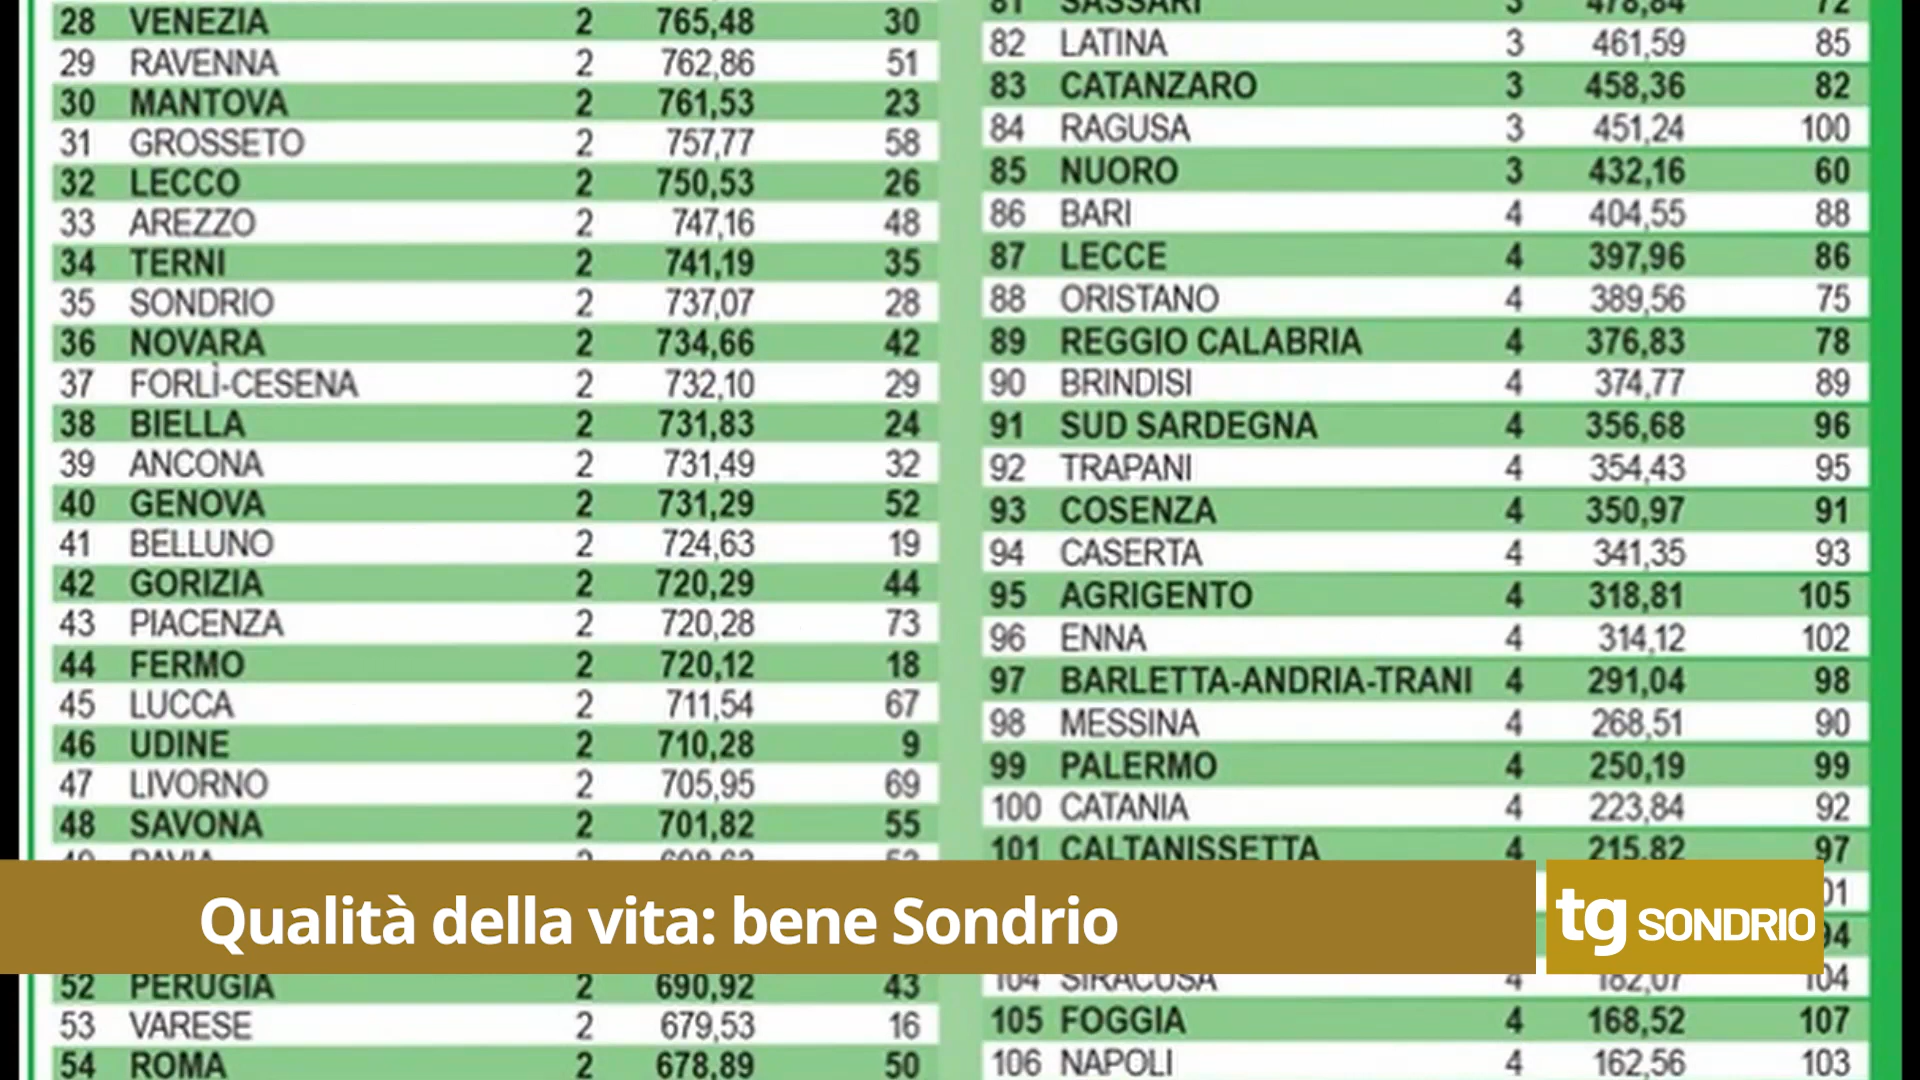 28 VENEZIA 2 765,48 30
29 RAVENNA 2 762,86 51
30 MANTOVA 2 761,53 23
31 GROSSETO 2 757,77 58
32 LECCO 2 750,53 26
33 AREZZO 2 747,16 48
34 TERNI 2 741,19 35
35 SONDRIO 2 737,07 28
36 NOVARA 2 734,66 42
37 FORLÌ-CESENA 2 732,10 29
38 BIELLA 2 731,83 24
39 ANCONA 2 731,49 32
40 GENOVA 2 731,29 52
41 BELLUNO 2 724,63 19
42 GORIZIA 2 720,29 44
43 PIACENZA 2 720,28 73
44 FERMO 2 720,12 18
45 LUCCA 2 711,54 67
46 UDINE 2 710,28 9
47 LIVORNO 2 705,95 69
48 SAVONA 2 701,82 55
52 PERUGIA 2 690,92 43
53 VARESE 2 679,53 16
54 ROMA 2 678,89 50
81 SASSARI 3 478,84 72
82 LATINA 3 461,59 85
83 CATANZARO 3 458,36 82
84 RAGUSA 3 451,24 100
85 NUORO 3 432,16 60
86 BARI 4 404,55 88
87 LECCE 4 397,96 86
88 ORISTANO 4 389,56 75
89 REGGIO CALABRIA 4 376,83 78
90 BRINDISI 4 374,77 89
91 SUD SARDEGNA 4 356,68 96
92 TRAPANI 4 354,43 95
93 COSENZA 4 350,97 91
94 CASERTA 4 341,35 93
95 AGRIGENTO 4 318,81 105
96 ENNA 4 314,12 102
97 BARLETTA-ANDRIA-TRANI 4 291,04 98
98 MESSINA 4 268,51 90
99 PALERMO 4 250,19 99
100 CATANIA 4 223,84 92
101 CALTANISSETTA 4 215,82 97
104 SIRACUSA 4 182,07 104
105 FOGGIA 4 168,52 107
106 NAPOLI 4 162,56 103
Qualità della vita: bene Sondrio
tg SONDRIO